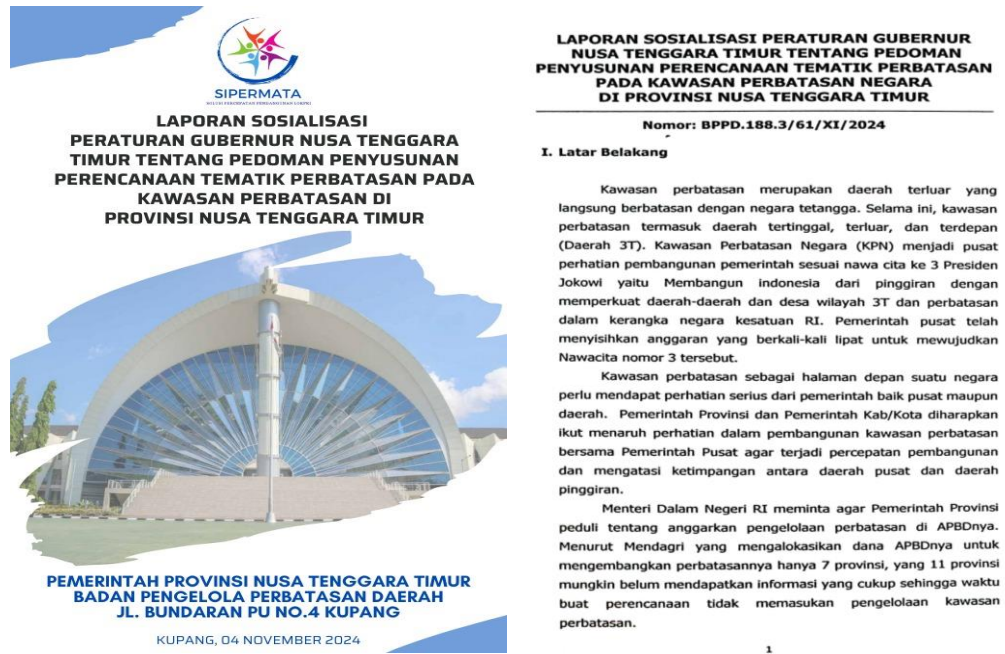 SIPERMATA
LAPORAN SOSIALISASI
PERATURAN GUBERNUR NUSA TENGGARA
TIMUR TENTANG PEDOMAN PENYUSUNAN
PERENCANAAN TEMATIK PERBATASAN PADA
KAWASAN PERBATASAN DI
PROVINSI NUSA TENGGARA TIMUR
PEMERINTAH PROVINSI NUSA TENGGARA TIMUR
BADAN PENGELOLA PERBATASAN DAERAH
JL. BUNDARAN PU NO.4 KUPANG
KUPANG, 04 NOVEMBER 2024
LAPORAN SOSIALISASI PERATURAN GUBERNUR
NUSA TENGGARA TIMUR TENTANG PEDOMAN
PENYUSUNAN PERENCANAAN TEMATIK PERBATASAN
PADA KAWASAN PERBATASAN NEGARA
DI PROVINSI NUSA TENGGARA TIMUR
Nomor: BPPD.188.3/61/XI/2024
I. Latar Belakang
Kawasan perbatasan merupakan daerah terluar yang
langsung berbatasan dengan negara tetangga. Selama ini, kawasan
perbatasan termasuk daerah tertinggal, terluar, dan terdepan
(Daerah 3T). Kawasan Perbatasan Negara (KPN) menjadi pusat
perhatian pembangunan pemerintah sesuai nawa cita ke 3 Presiden
Jokowi yaitu Membangun indonesia dari pinggiran dengan
memperkuat daerah-daerah dan desa wilayah 3T dan perbatasan
dalam kerangka negara kesatuan RI. Pemerintah pusat telah
menyisihkan anggaran yang berkali-kali lipat untuk mewujudkan
Nawacita nomor 3 tersebut.
Kawasan perbatasan sebagai halaman depan suatu negara
perlu mendapat perhatian serius dari pemerintah baik pusat maupun
daerah. Pemerintah Provinsi dan Pemerintah Kab/Kota diharapkan
ikut menaruh perhatian dalam pembangunan kawasan perbatasan
bersama Pemerintah Pusat agar terjadi percepatan pembangunan
dan mengatasi ketimpangan antara daerah pusat dan daerah
pinggiran.
Menteri Dalam Negeri RI meminta agar Pemerintah Provinsi
peduli tentang anggarkan pengelolaan perbatasan di APBDnya.
Menurut Mendagri yang mengalokasikan dana APBDnya untuk
mengembangkan perbatasannya hanya 7 provinsi, yang 11 provinsi
mungkin belum mendapatkan informasi yang cukup sehingga waktu
buat perencanaan tidak memasukan pengelolaan kawasan
perbatasan.
1